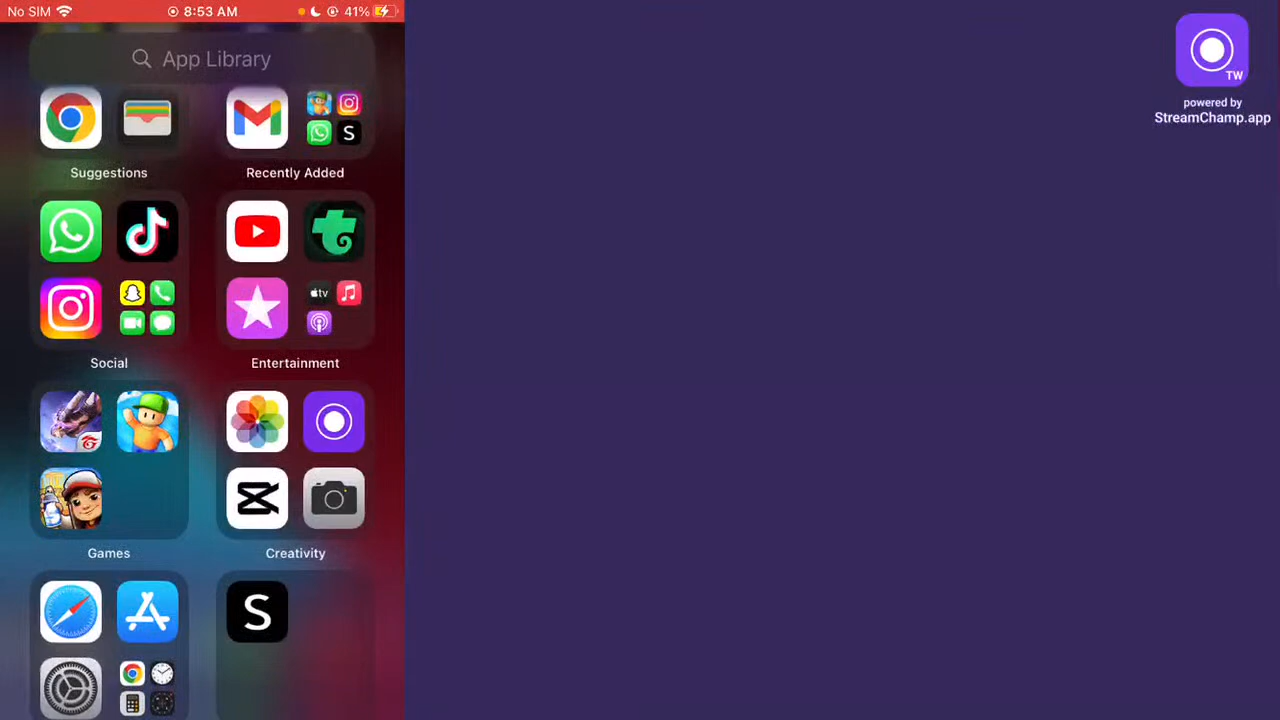 No SIM 8:53 AM 41%
App Library
TW
powered by
StreamChamp.app
Suggestions Recently Added
S
tv
Social Entertainment
Games Creativity
S